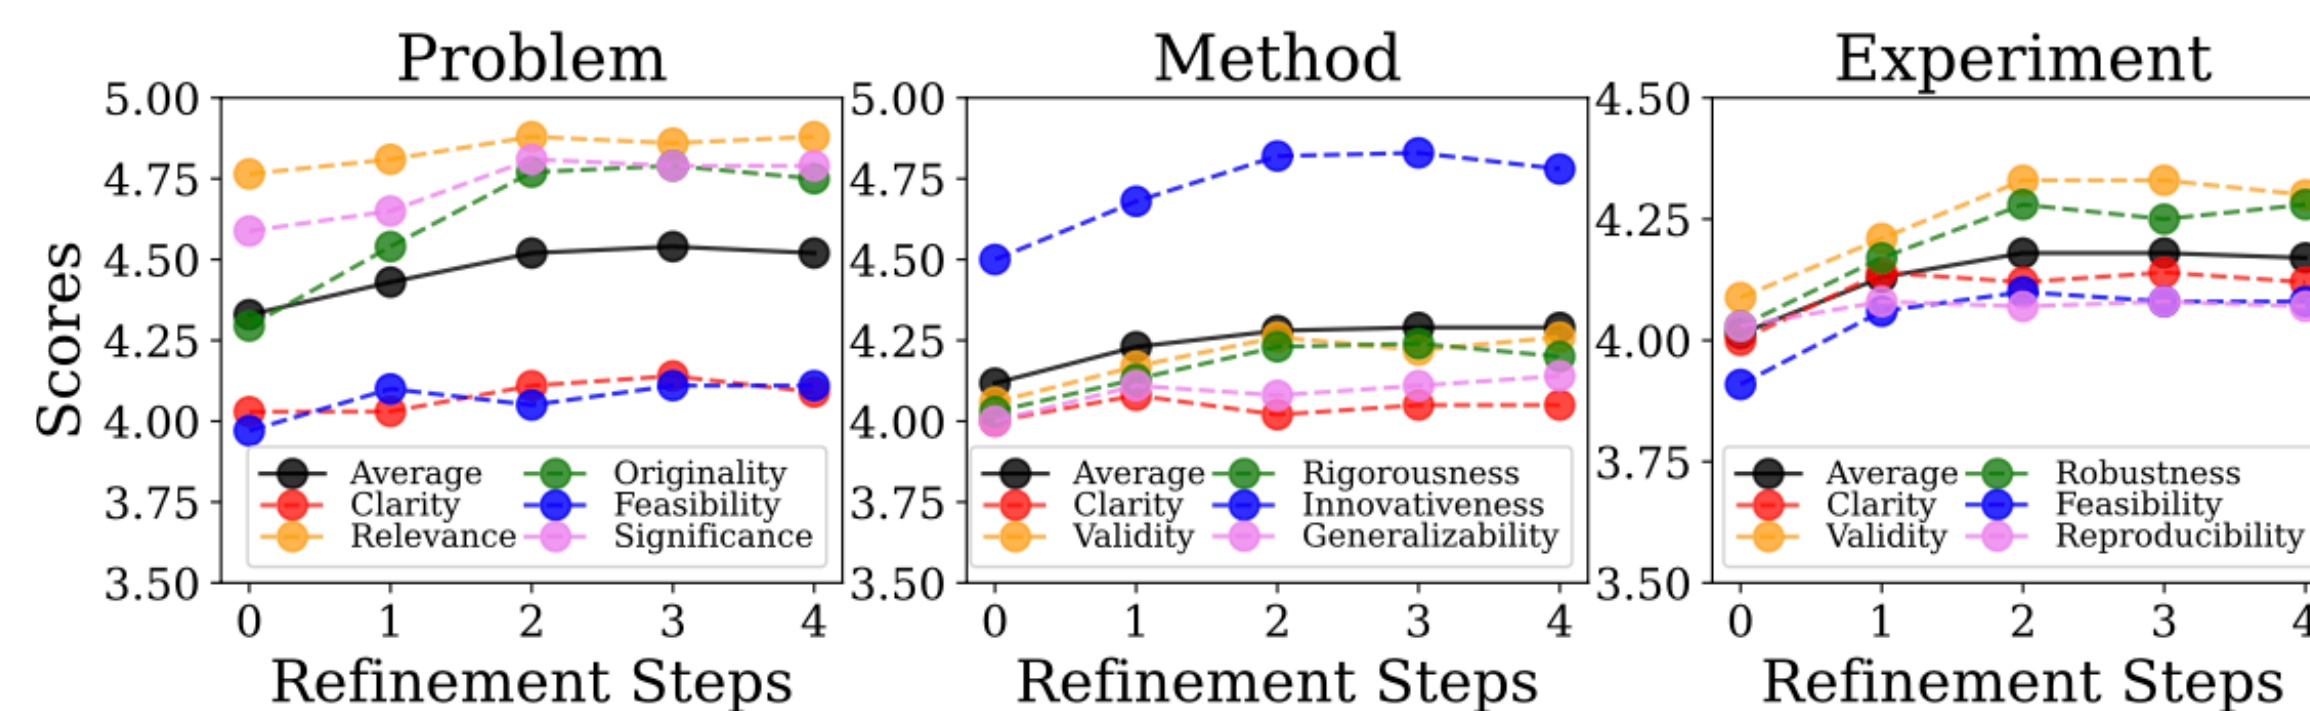 Problem
Method
Experiment
Scores
5.00
4.75
4.50
4.25
4.00
3.75
3.50
Average
Clarity
Relevance
Originality
Feasibility
Significance
0 1 2 3 4
Refinement Steps
5.00
4.75
4.50
4.25
4.00
3.75
3.50
Average
Clarity
Validity
Rigorousness
Innovativeness
Generalizability
0 1 2 3 4
Refinement Steps
4.50
4.25
4.00
3.75
3.50
Average
Clarity
Validity
Robustness
Feasibility
Reproducibility
0 1 2 3 4
Refinement Steps